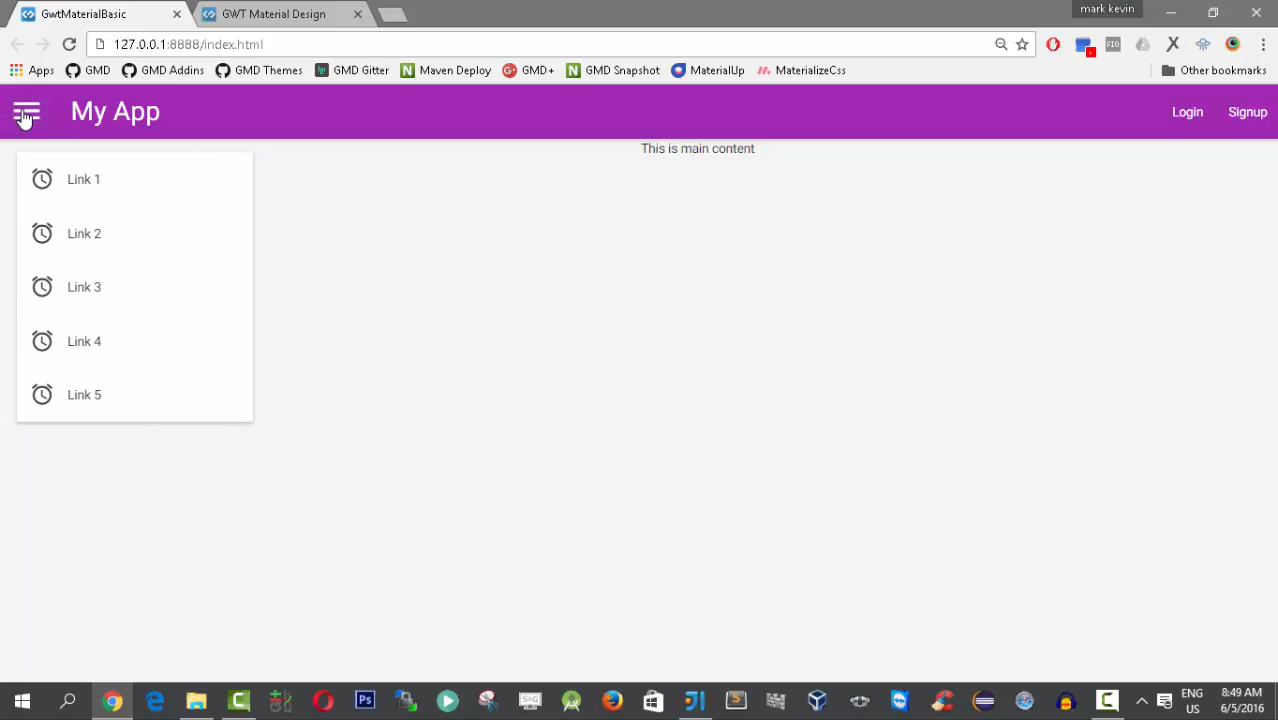 GwtMaterialBasic
GWT Material Design
mark kevin
127.0.0.1:8888/index.html
Apps
GMD
GMD Addins
GMD Themes
GMD Gitter
Maven Deploy
GMD+
GMD Snapshot
MaterialUp
MaterializeCss
Other bookmarks
My App
Login
Signup
This is main content
Link 1
Link 2
Link 3
Link 4
Link 5
ENG
US
8:49 AM
6/5/2016